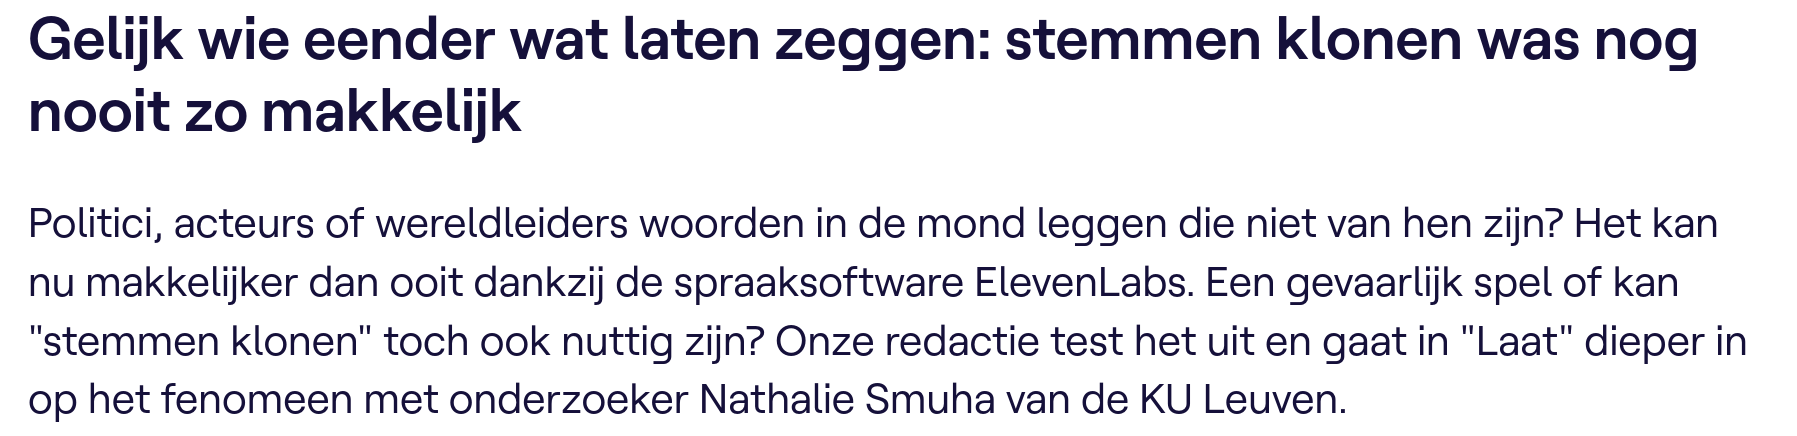 Gelijk wie eender wat laten zeggen: stemmen klonen was nog
nooit zo makkelijk
Politici, acteurs of wereldleiders woorden in de mond leggen die niet van hen zijn? Het kan
nu makkelijker dan ooit dankzij de spraaksoftware ElevenLabs. Een gevaarlijk spel of kan
"stemmen klonen" toch ook nuttig zijn? Onze redactie test het uit en gaat in "Laat" dieper in
op het fenomeen met onderzoeker Nathalie Smuha van de KU Leuven.